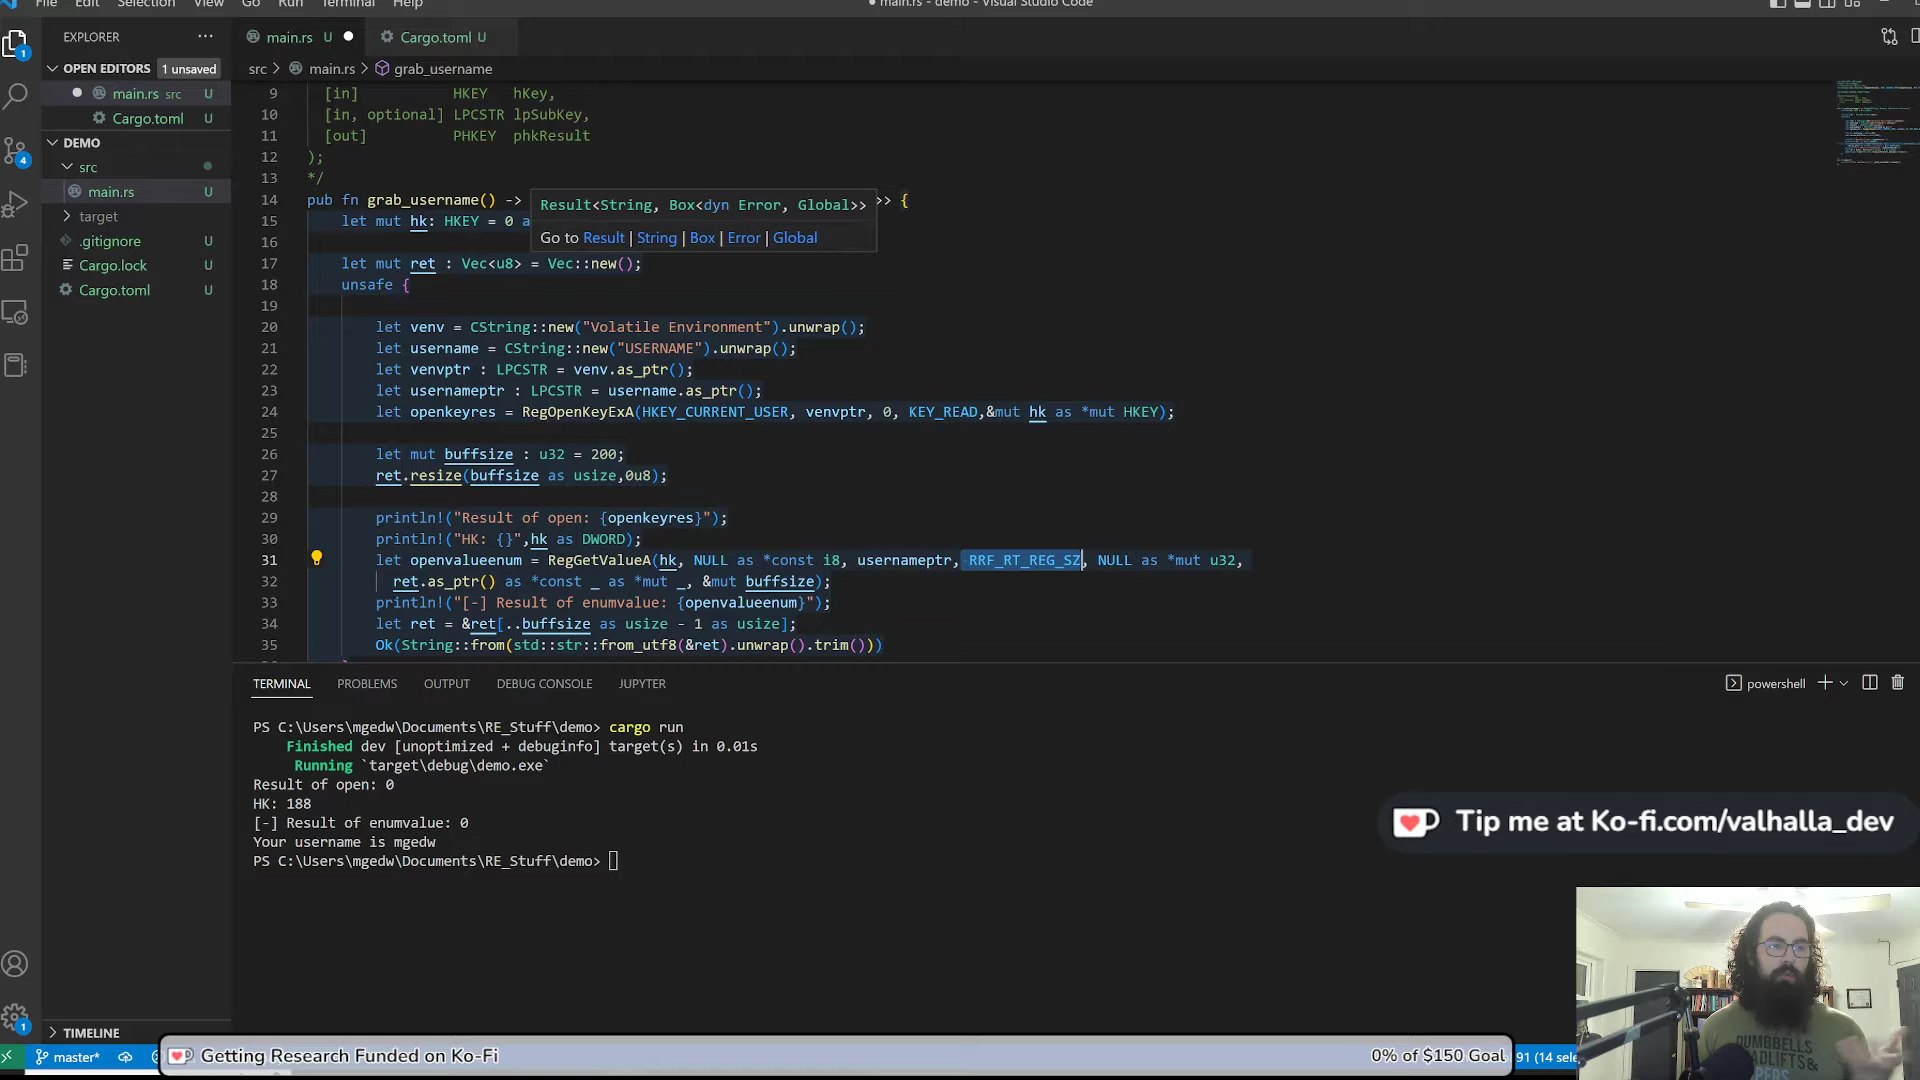 File Edit Selection View Go Run Terminal Help
main.rs - demo - Visual Studio Code
EXPLORER
main.rs U
Cargo.toml U
OPEN EDITORS 1 unsaved
src > main.rs > grab_username
main.rs src U
Cargo.toml U
DEMO
src
main.rs U
target
.gitignore U
Cargo.lock U
Cargo.toml U
9 [in] HKEY hKey,
10 [in, optional] LPCSTR lpSubKey,
11 [out] PHKEY phkResult
12 );
13 */
14 pub fn grab_username() -> >> {
Result<String, Box<dyn Error, Global>>
Go to Result | String | Box | Error | Global
15 let mut hk: HKEY = 0 a
16
17 let mut ret : Vec<u8> = Vec::new();
18 unsafe {
19
20 let venv = CString::new("Volatile Environment").unwrap();
21 let username = CString::new("USERNAME").unwrap();
22 let venvptr : LPCSTR = venv.as_ptr();
23 let usernameptr : LPCSTR = username.as_ptr();
24 let openkeyres = RegOpenKeyExA(HKEY_CURRENT_USER, venvptr, 0, KEY_READ,&mut hk as *mut HKEY);
25
26 let mut buffsize : u32 = 200;
27 ret.resize(buffsize as usize,0u8);
28
29 println!("Result of open: {openkeyres}");
30 println!("HK: {}",hk as DWORD);
31 let openvalueenum = RegGetValueA(hk, NULL as *const i8, usernameptr, RRF_RT_REG_SZ, NULL as *mut u32,
32 ret.as_ptr() as *const _ as *mut _, &mut buffsize);
33 println!("[-] Result of enumvalue: {openvalueenum}");
34 let ret = &ret[..buffsize as usize - 1 as usize];
35 Ok(String::from(std::str::from_utf8(&ret).unwrap().trim()))
TERMINAL PROBLEMS OUTPUT DEBUG CONSOLE JUPYTER
powershell
PS C:\Users\mgedw\Documents\RE_Stuff\demo> cargo run
Finished dev [unoptimized + debuginfo] target(s) in 0.01s
Running `target\debug\demo.exe`
Result of open: 0
HK: 188
[-] Result of enumvalue: 0
Your username is mgedw
PS C:\Users\mgedw\Documents\RE_Stuff\demo>
Tip me at Ko-fi.com/valhalla_dev
DUMBBELLS
TIMELINE
master*
Getting Research Funded on Ko-Fi
0% of $150 Goal
91 (14 sele
1
4
1